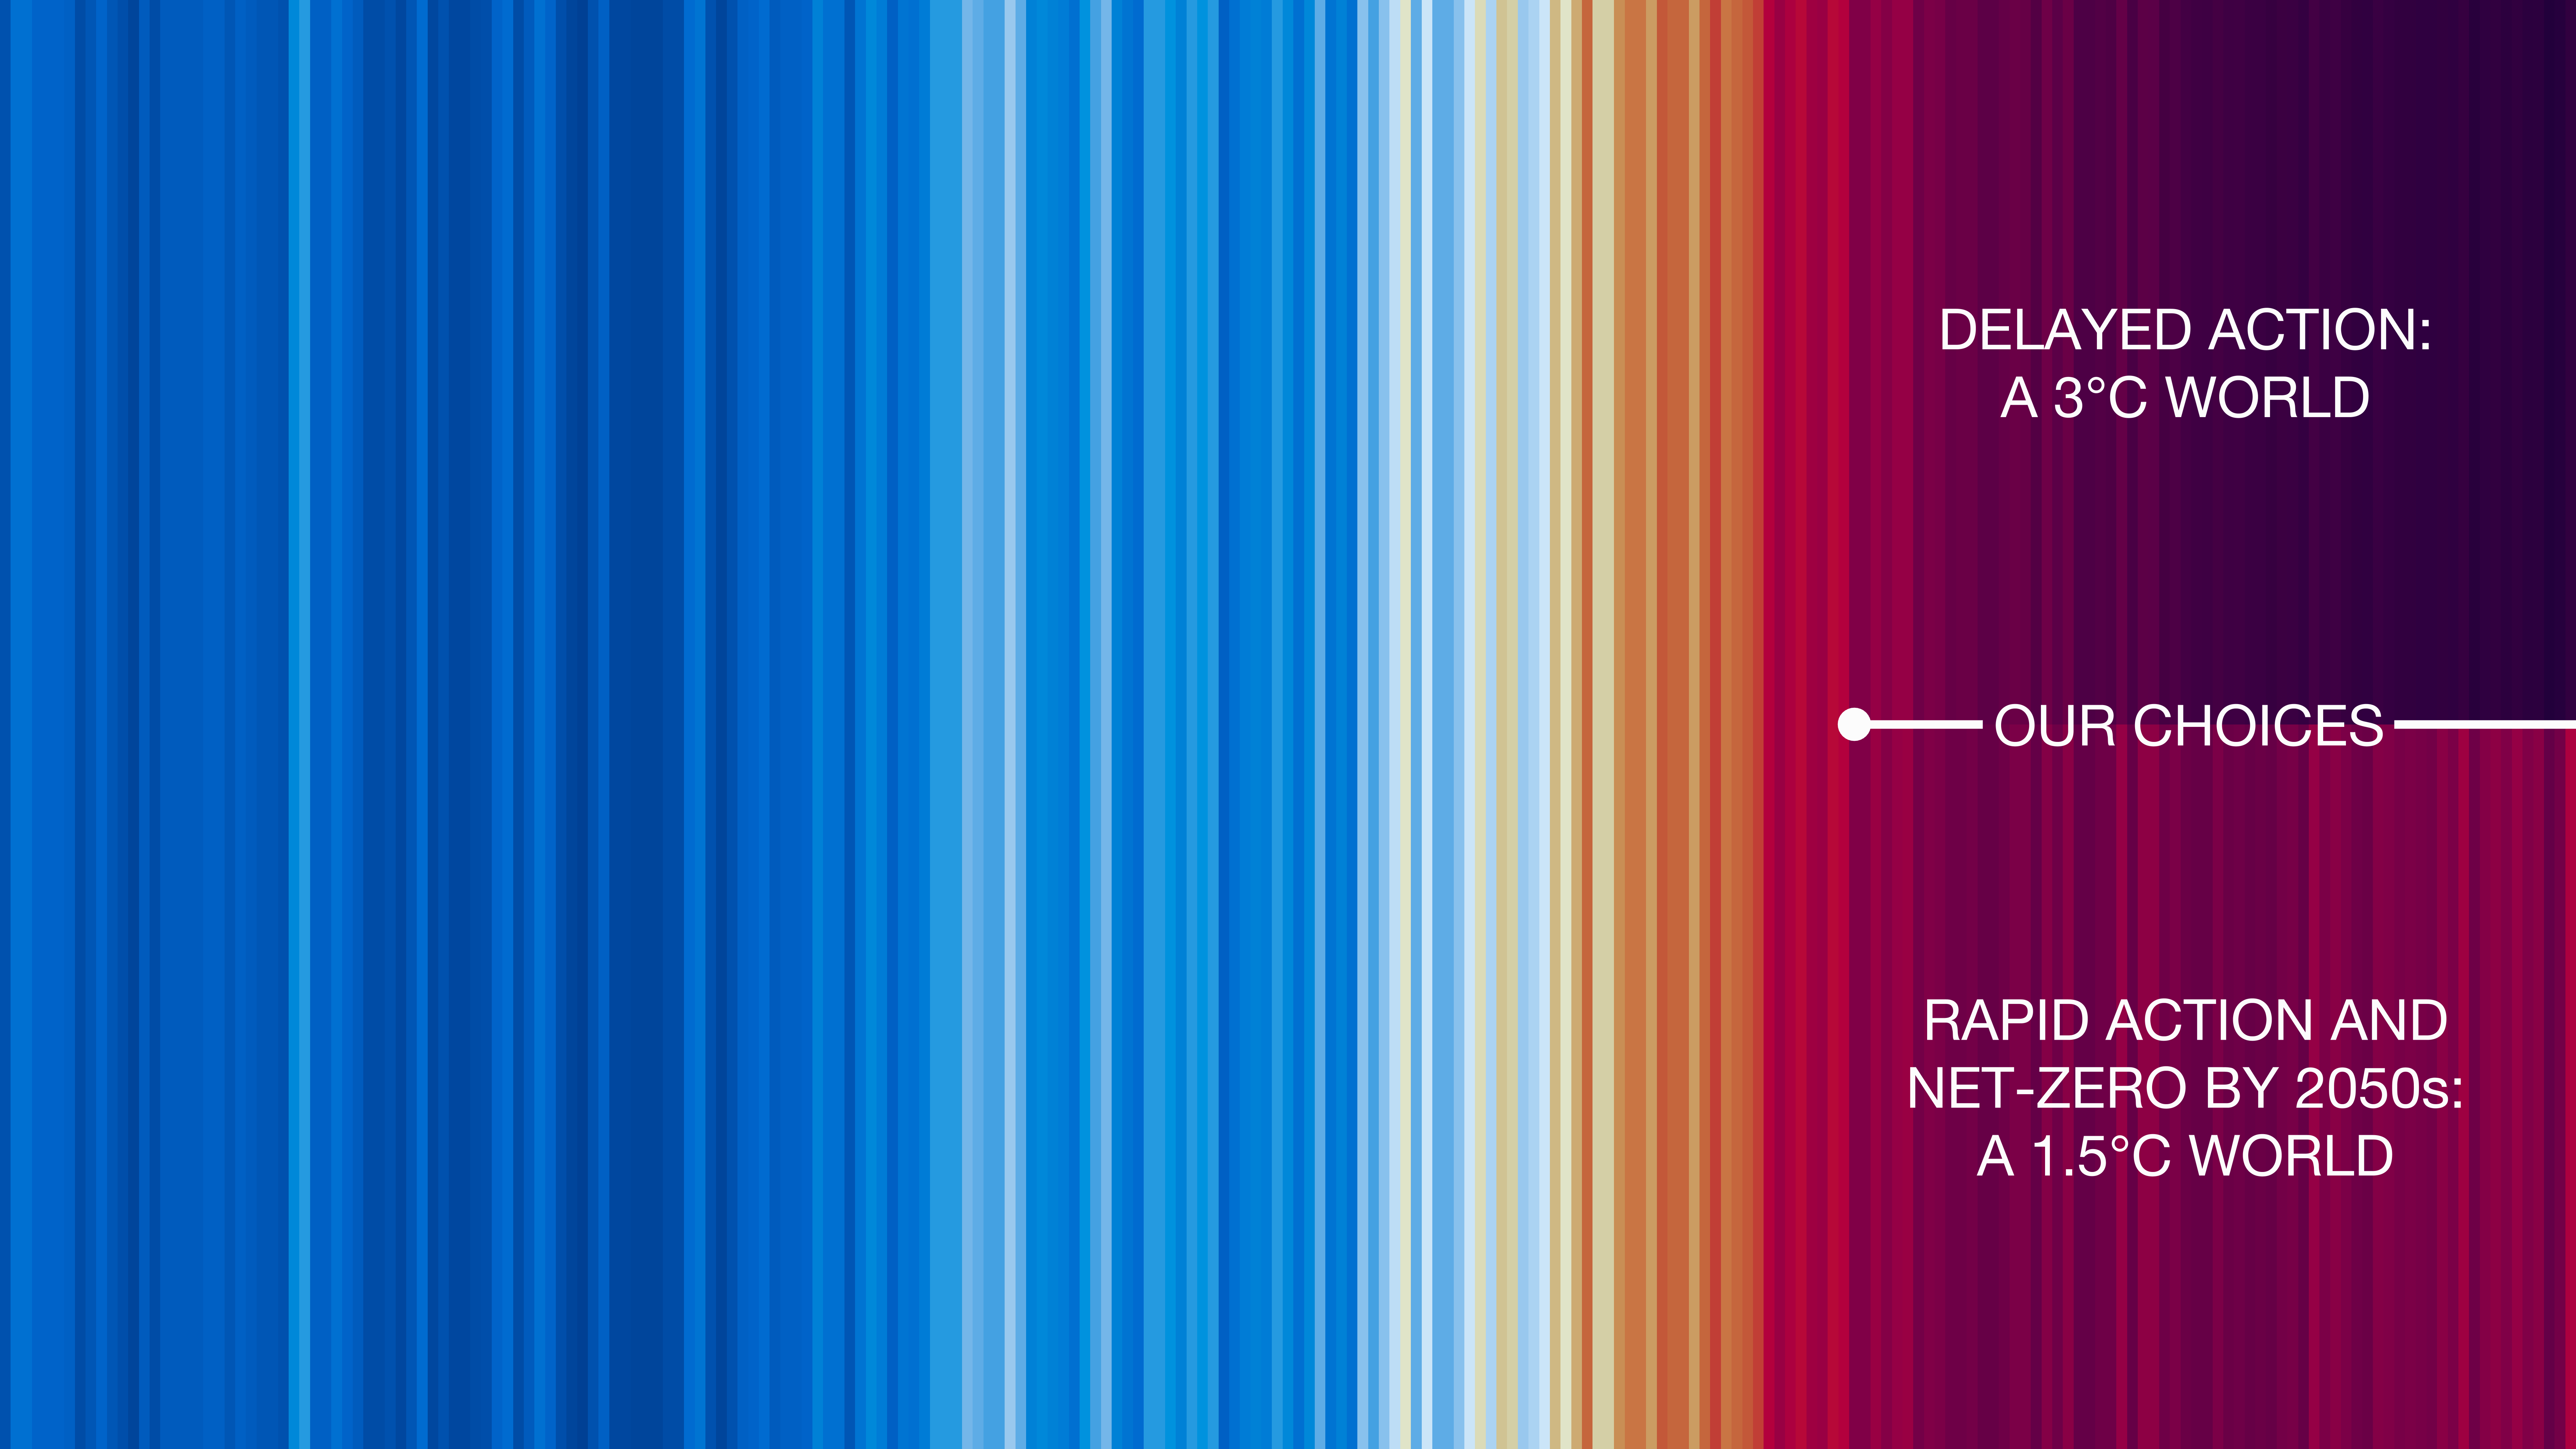 DELAYED ACTION:
A 3°C WORLD
OUR CHOICES
RAPID ACTION AND
NET-ZERO BY 2050s:
A 1.5°C WORLD